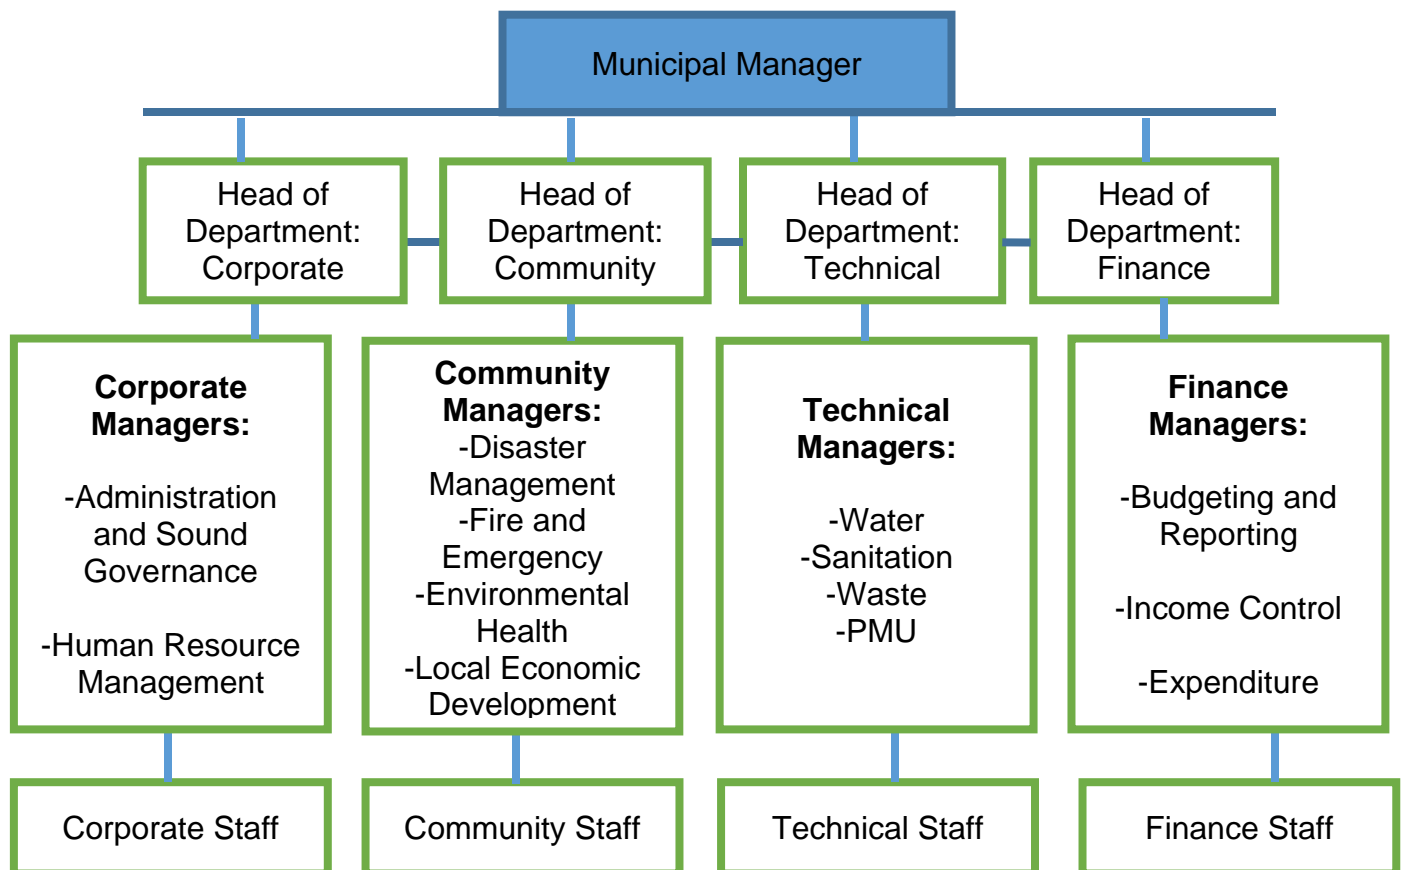 Municipal Manager
Head of
Department:
Corporate
Head of
Department:
Community
Head of
Department:
Technical
Head of
Department:
Finance
Corporate
Managers:
-Administration
and Sound
Governance
-Human Resource
Management
Community
Managers:
-Disaster
Management
-Fire and
Emergency
-Environmental
Health
-Local Economic
Development
Technical
Managers:
-Water
-Sanitation
-Waste
-PMU
Finance
Managers:
-Budgeting and
Reporting
-Income Control
-Expenditure
Corporate Staff
Community Staff
Technical Staff
Finance Staff